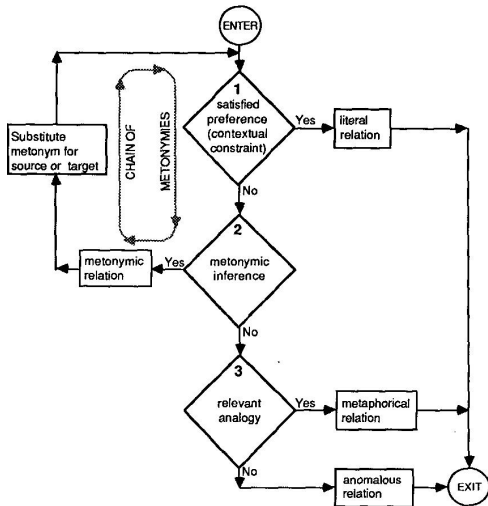 ENTER
1
satisfied
preference
(contextual
constraint)
Yes
literal
relation
No
Substitute
metonym for
source or target
CHAIN OF
METONYMIES
2
metonymic
inference
Yes
metonymic
relation
No
3
relevant
analogy
Yes
metaphorical
relation
No
anomalous
relation
EXIT